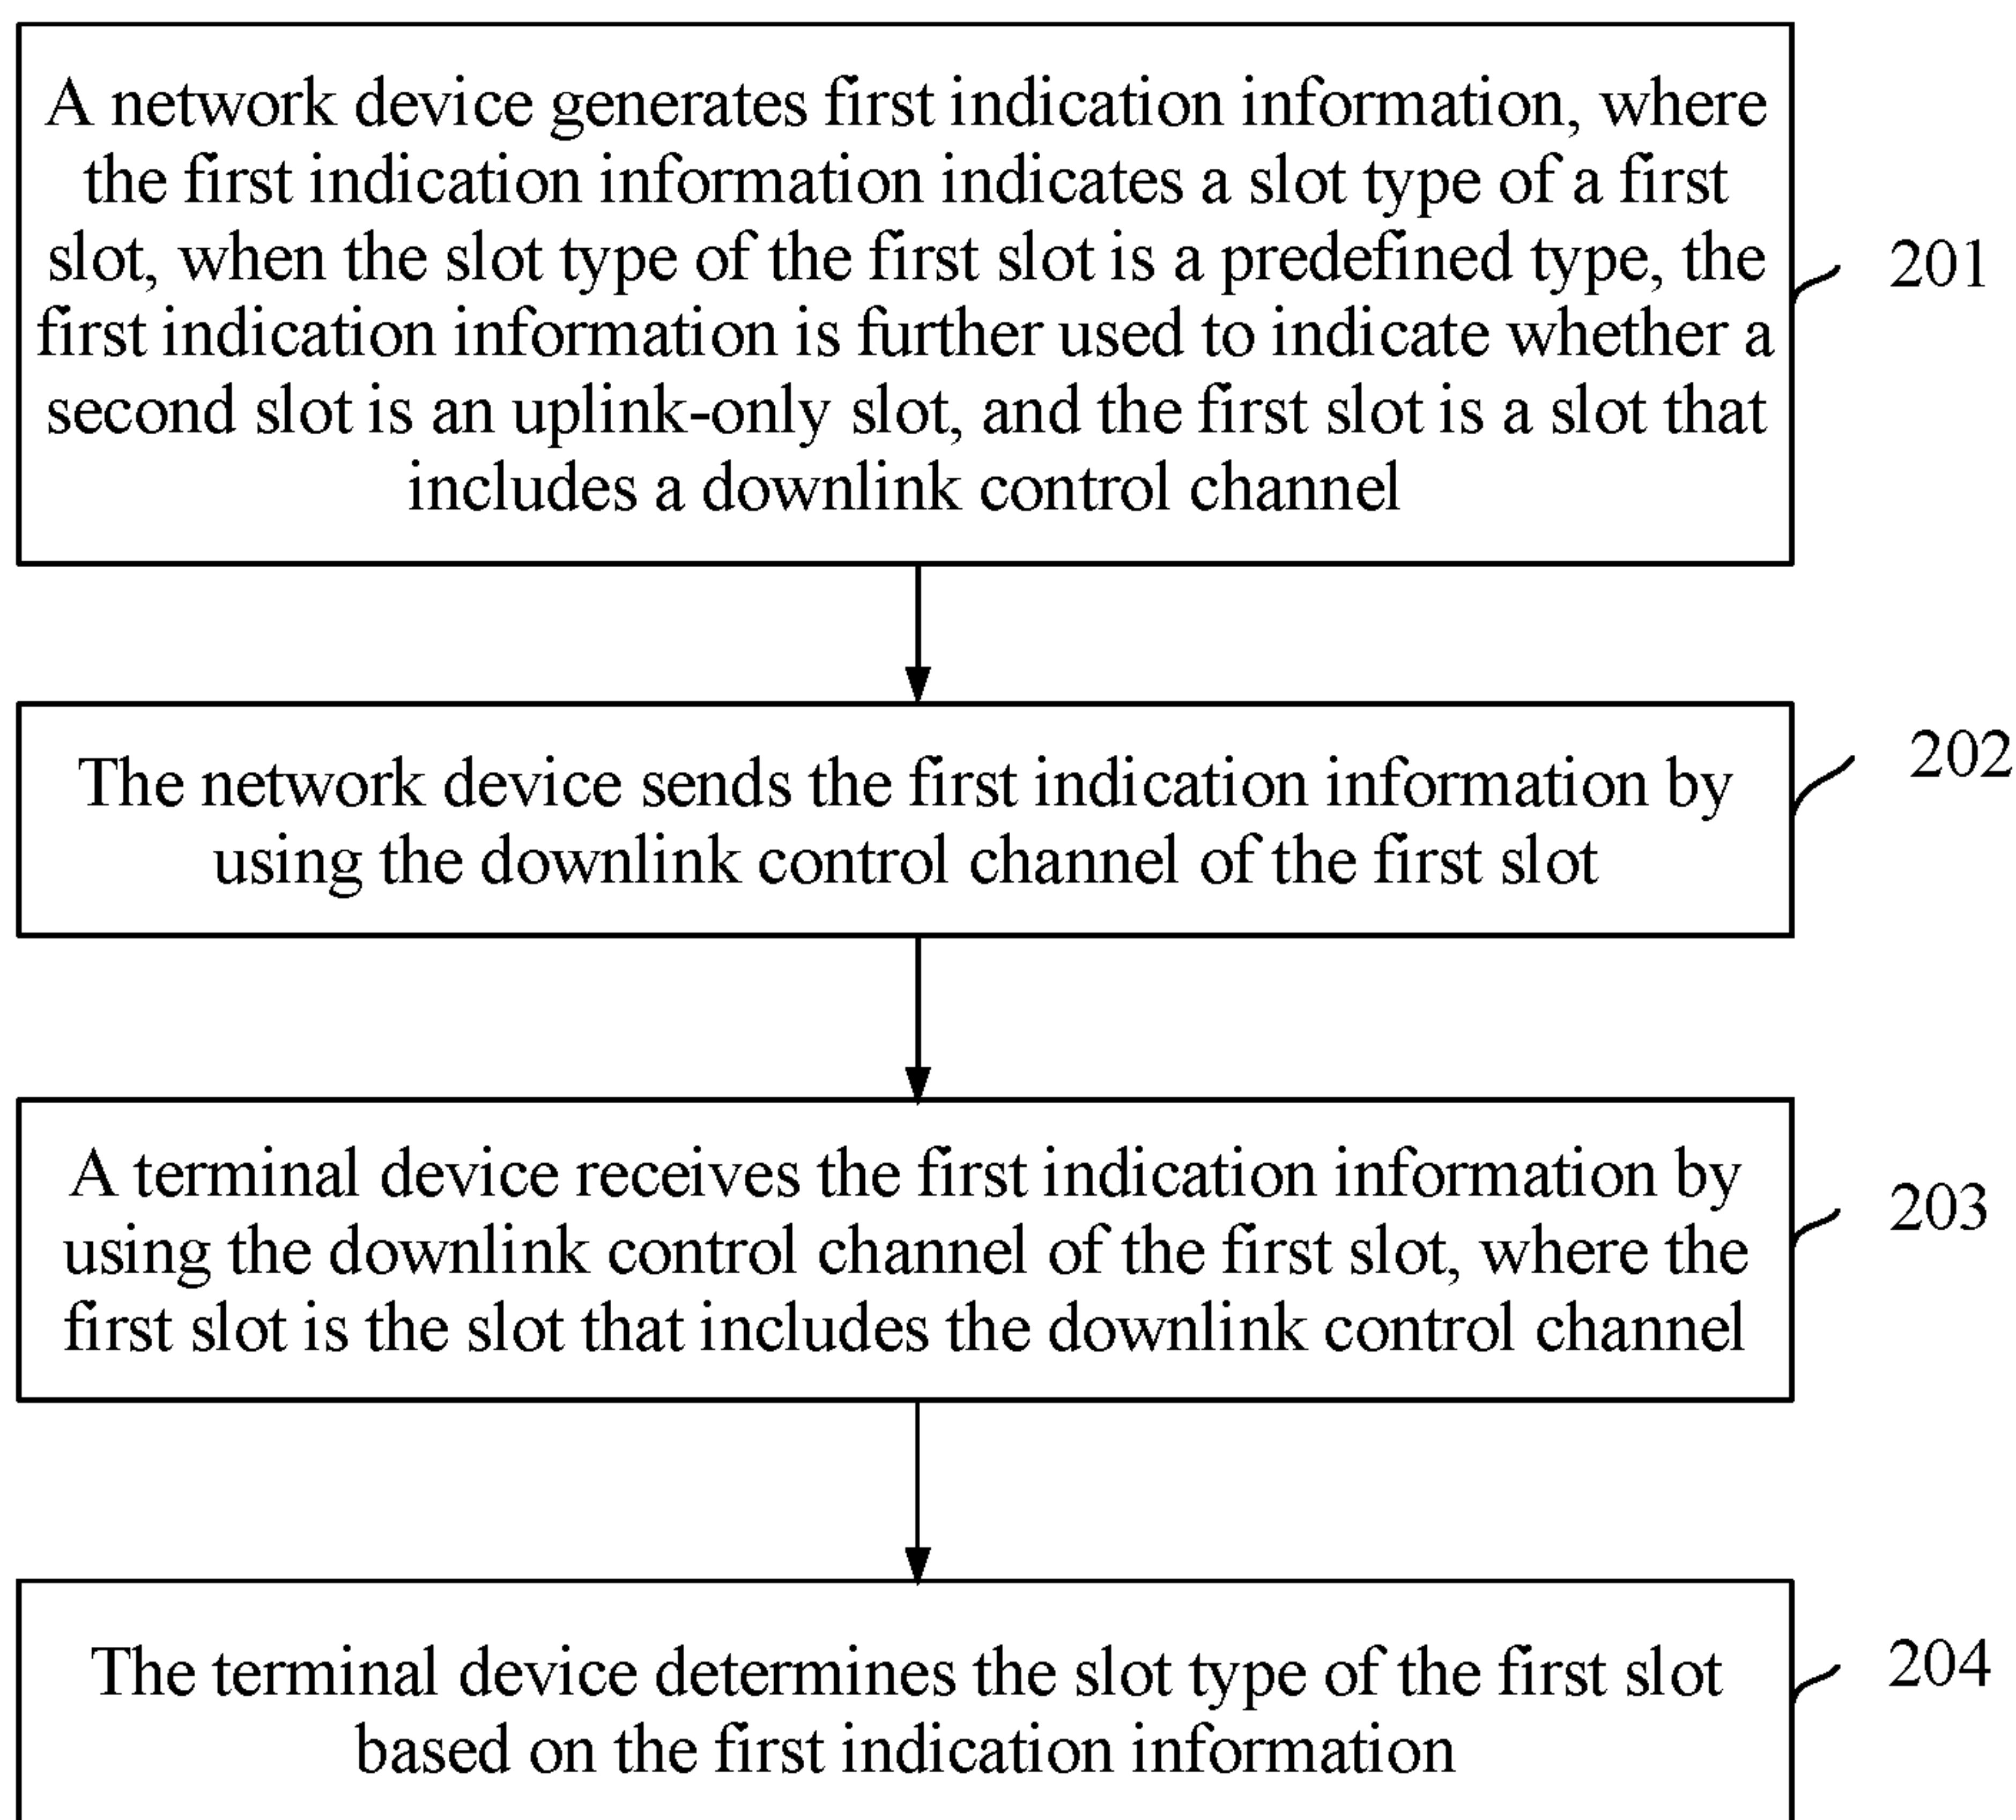 A network device generates first indication information, where
the first indication information indicates a slot type of a first
slot, when the slot type of the first slot is a predefined type, the
first indication information is further used to indicate whether a
second slot is an uplink-only slot, and the first slot is a slot that
includes a downlink control channel
201
The network device sends the first indication information by
using the downlink control channel of the first slot
202
A terminal device receives the first indication information by
using the downlink control channel of the first slot, where the
first slot is the slot that includes the downlink control channel
203
The terminal device determines the slot type of the first slot
based on the first indication information
204